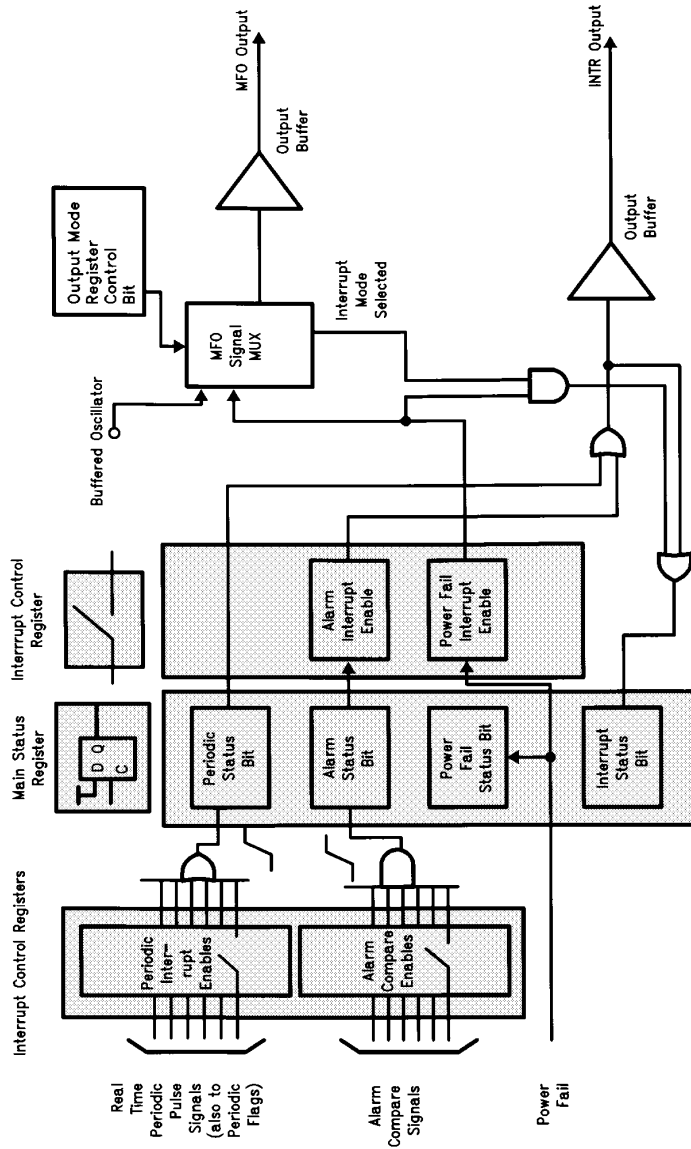 Interrupt Control Registers
Main Status
Register
Interrrupt Control
Register
D Q
C
Buffered Oscillator
Output Mode
Register
Control
Bit
Real
Time
Periodic
Pulse
Signals
(also to
Periodic
Flags)
Periodic
Inter-
rupt
Enables
Periodic
Status
Bit
MFO
Signal
MUX
Output
Buffer
MFO Output
Alarm
Compare
Signals
Alarm
Compare
Enables
Alarm
Status
Bit
Alarm
Interrupt
Enable
Interrupt
Mode
Selected
Power
Fail
Status Bit
Power Fail
Interrupt
Enable
Power
Fail
Interrupt
Status
Bit
Output
Buffer
INTR Output